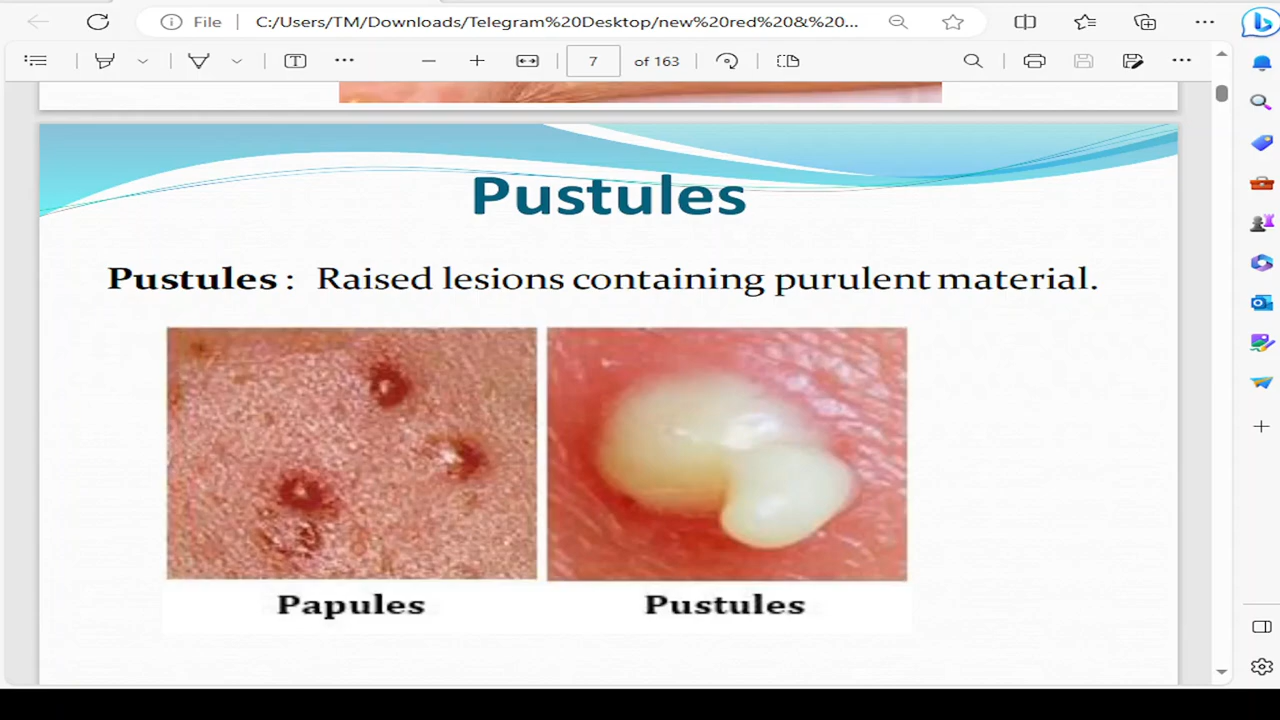 File
C:/Users/TM/Downloads/Telegram%20Desktop/new%20red%20&%20...
7 of 163
Pustules
Pustules : Raised lesions containing purulent material.
Papules
Pustules